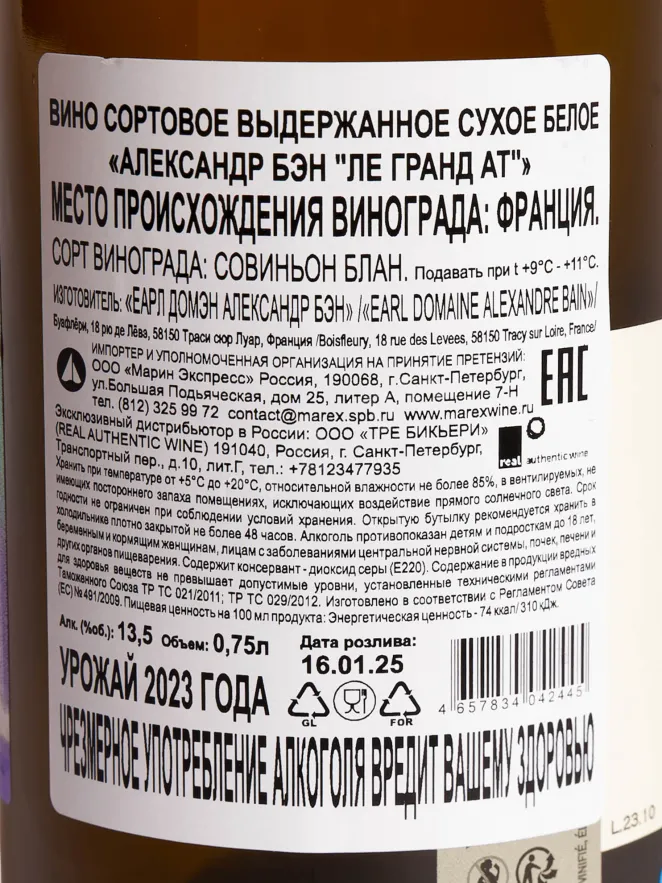 ВИНО СОРТОВОЕ ВЫДЕРЖАННОЕ СУХОЕ БЕЛОЕ
«АЛЕКСАНДР БЭН "ЛЕ ГРАНД АТ"»
МЕСТО ПРОИСХОЖДЕНИЯ ВИНОГРАДА: ФРАНЦИЯ.
СОРТ ВИНОГРАДА: СОВИНЬОН БЛАН. Подавать при t +9°C - +11°C.
ИЗГОТОВИТЕЛЬ: «ЕАРЛ ДОМЭН АЛЕКСАНДР БЭН» /«EARL DOMAINE ALEXANDRE BAIN»/
Буафлёри, 18 рю де Лёва, 58150 Траси сюр Луар, Франция /Boisfleury, 18 rue des Levees, 58150 Tracy sur Loire, France/
ИМПОРТЕР И УПОЛНОМОЧЕННАЯ ОРГАНИЗАЦИЯ НА ПРИНЯТИЕ ПРЕТЕНЗИЙ:
ООО «Марин Экспресс» Россия, 190068, г.Санкт-Петербург,
ул.Большая Подьяческая, дом 25, литер А, помещение 7-Н
тел. (812) 325 99 72 contact@marex.spb.ru www.marexwine.ru
EAC
Эксклюзивный дистрибьютор в России: ООО «ТРЕ БИКЬЕРИ»
(REAL AUTHENTIC WINE) 191040, Россия, г. Санкт-Петербург,
Транспортный пер., д.10, лит.Г, тел.: +78123477935
real authentic wine
Хранить при температуре от +5°C до +20°C, относительной влажности не более 85%, в вентилируемых, не
имеющих постороннего запаха помещениях, исключающих воздействие прямого солнечного света. Срок
годности не ограничен при соблюдении условий хранения. Открытую бутылку рекомендуется хранить в
холодильнике плотно закрытой не более 48 часов. Алкоголь противопоказан детям и подросткам до 18 лет,
беременным и кормящим женщинам, лицам с заболеваниями центральной нервной системы, почек, печени и
других органов пищеварения. Содержит консервант - диоксид серы (E220). Содержание в продукции вредных
для здоровья веществ не превышает допустимые уровни, установленные техническими регламентами
Таможенного Союза ТР ТС 021/2011; ТР ТС 029/2012. Изготовлено в соответствии с Регламентом Совета
(ЕС) № 491/2009. Пищевая ценность на 100 мл продукта: Энергетическая ценность - 74 ккал/ 310 кДж.
Алк. (%об.): 13,5 Объем: 0,75л
Дата розлива:
16.01.25
УРОЖАЙ 2023 ГОДА
GL
FOR
4 657834 042445
ЧРЕЗМЕРНОЕ УПОТРЕБЛЕНИЕ АЛКОГОЛЯ ВРЕДИТ ВАШЕМУ ЗДОРОВЬЮ
L.23.10